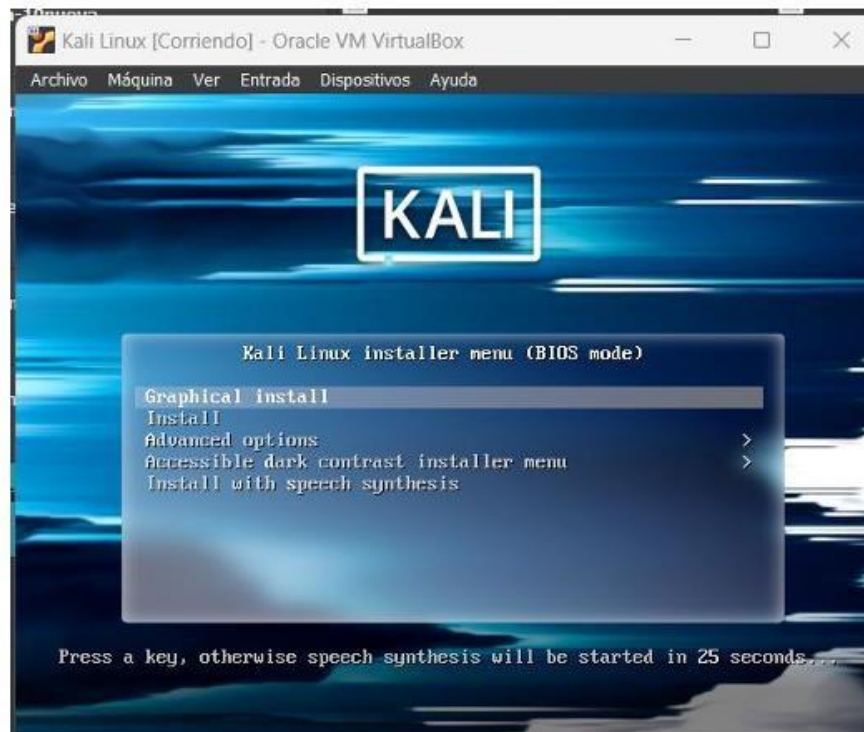 Kali Linux [Corriendo] - Oracle VM VirtualBox
Archivo Máquina Ver Entrada Dispositivos Ayuda
KALI
Kali Linux installer menu (BIOS mode)
Graphical install
Install
Advanced options >
Accessible dark contrast installer menu >
Install with speech synthesis
Press a key, otherwise speech synthesis will be started in 25 seconds...